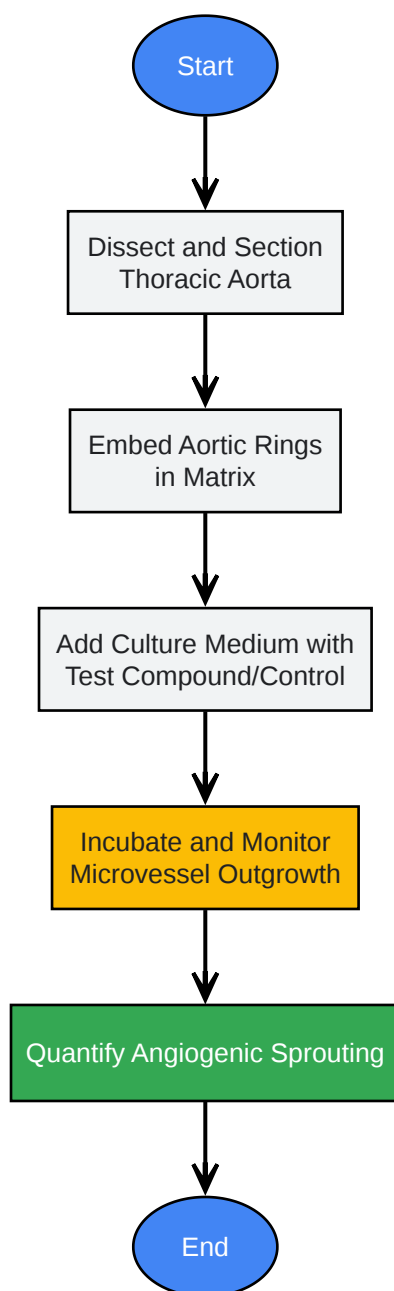 Start
Dissect and Section
Thoracic Aorta
Embed Aortic Rings
in Matrix
Add Culture Medium with
Test Compound/Control
Incubate and Monitor
Microvessel Outgrowth
Quantify Angiogenic Sprouting
End